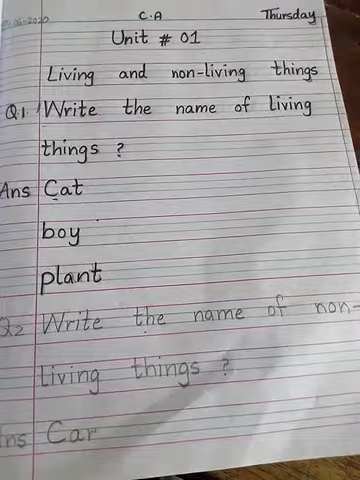 C.A Thursday
Unit # 01
Living and non-living things
Q1. Write the name of living
things ?
Ans Cat
boy
plant
Q2 Write the name of non-
living things ?
Ans Car